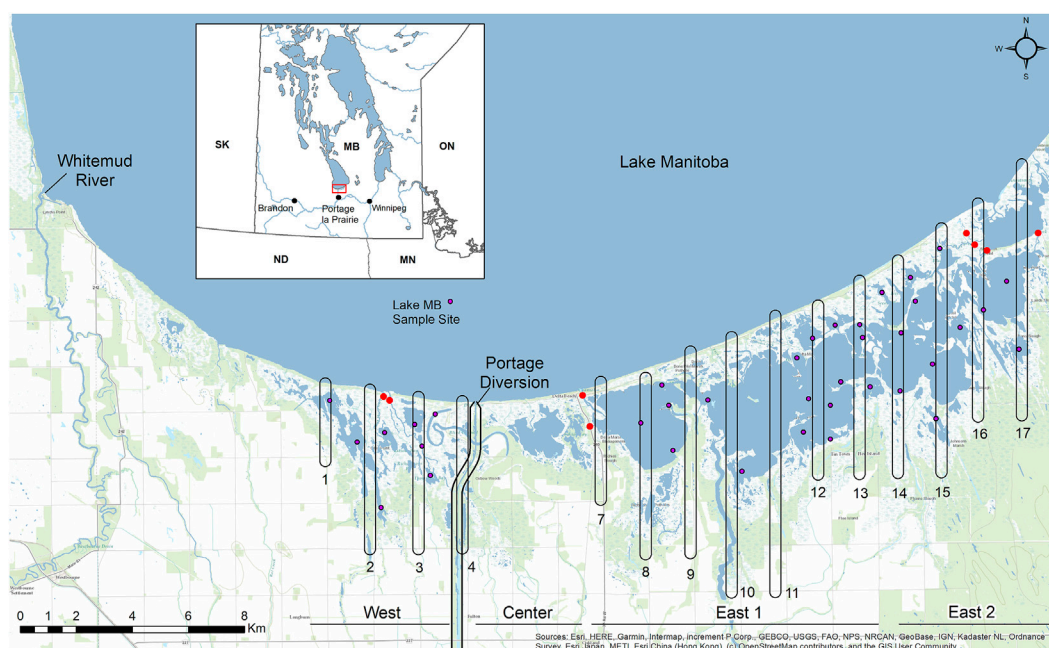 N
W
E
S
SK
MB
ON
Brandon
Portage
la Prairie
Winnipeg
ND
MN
Whitemud
River
Lake Manitoba
Lake MB
Sample Site
Portage
Diversion
1
2
3
4
7
8
9
10
11
12
13
14
15
16
17
West
Center
East 1
East 2
0 1 2 3 4 5 6 7 8
Km
Sources: Esri, HERE, Garmin, Intermap, increment P Corp., GEBCO, USGS, FAO, NPS, NRCAN, GeoBase, IGN, Kadaster NL, Ordnance
Survey, Esri Japan, METI, Esri China (Hong Kong), (c) OpenStreetMap contributors, and the GIS User Community